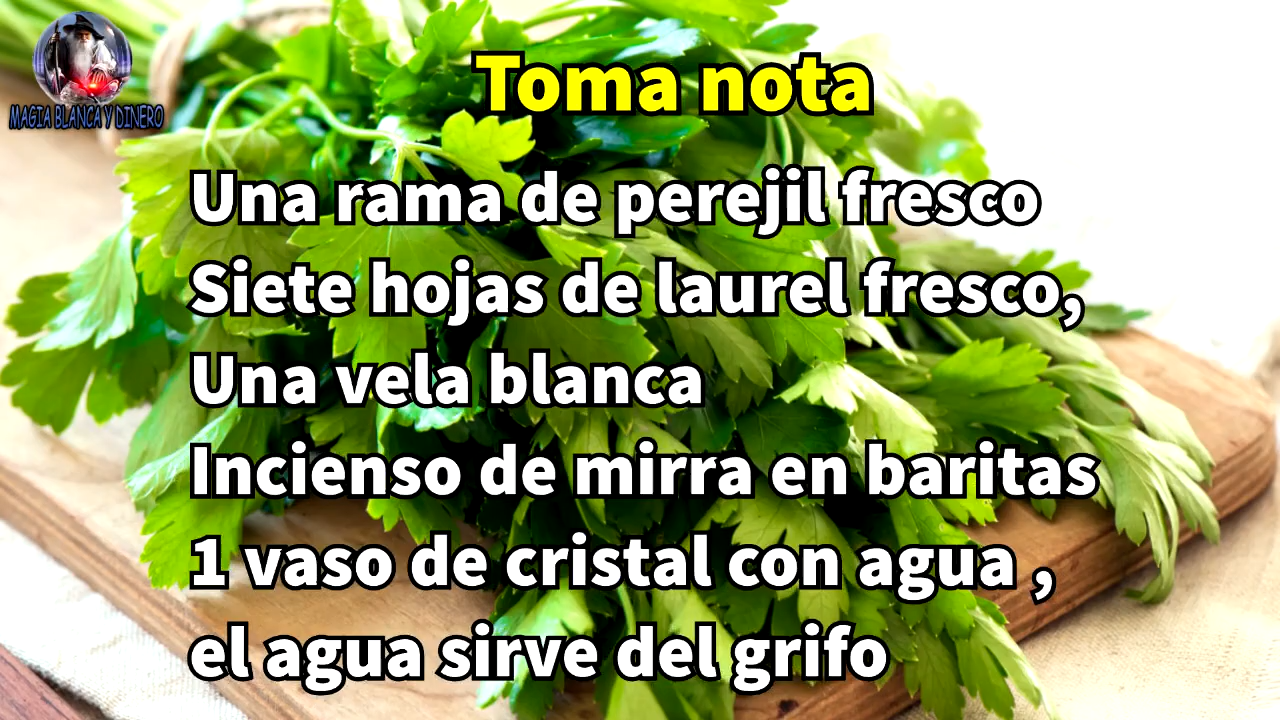 MAGIA BLANCA Y DINERO
Toma nota
Una rama de perejil fresco
Siete hojas de laurel fresco,
Una vela blanca
Incienso de mirra en baritas
1 vaso de cristal con agua ,
el agua sirve del grifo